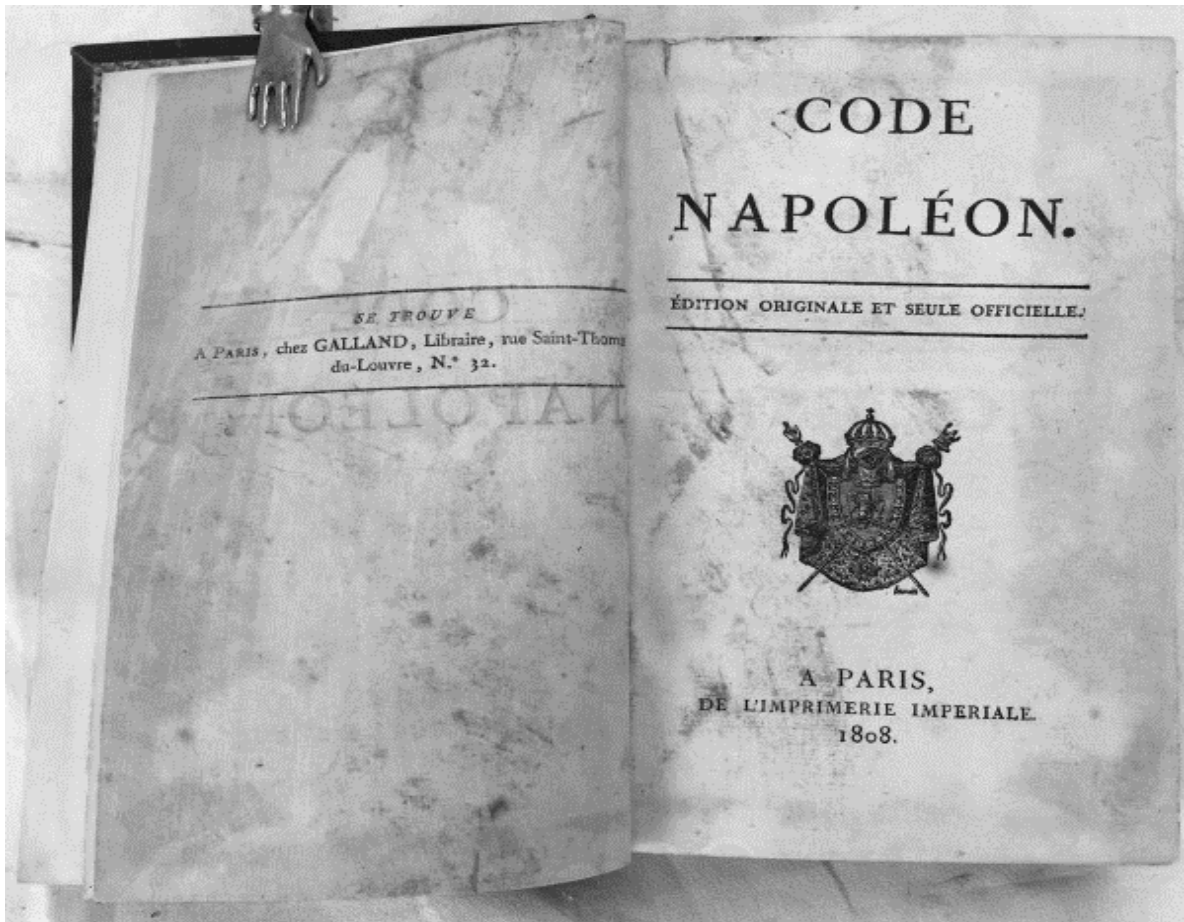 SE TROUVE
A PARIS, chez GALLAND, Libraire, rue Saint-Thomas
du-Louvre, N.º 32.
CODE
NAPOLÉON.
ÉDITION ORIGINALE ET SEULE OFFICIELLE.
A PARIS,
DE L'IMPRIMERIE IMPERIALE.
1808.